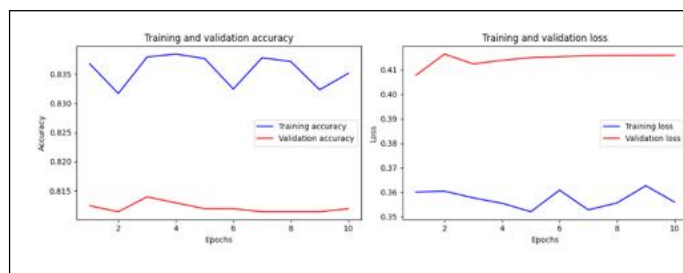 Training and validation accuracy
0.835
0.830
0.825
0.820
0.815
Accuracy
Training accuracy
Validation accuracy
2
4
6
8
10
Epochs
Training and validation loss
0.41
0.40
0.39
0.38
0.37
0.36
0.35
Loss
Training loss
Validation loss
2
4
6
8
10
Epochs